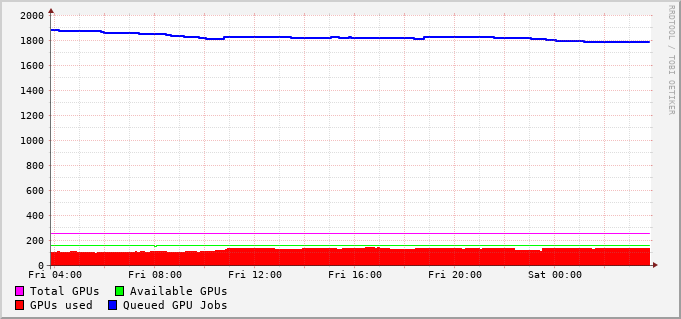 2000
1800
1600
1400
1200
1000
800
600
400
200
0
Fri 04:00 Fri 08:00 Fri 12:00 Fri 16:00 Fri 20:00 Sat 00:00
Total GPUs Available GPUs
GPUs used Queued GPU Jobs
RRDTOOL / TOBI OETIKER